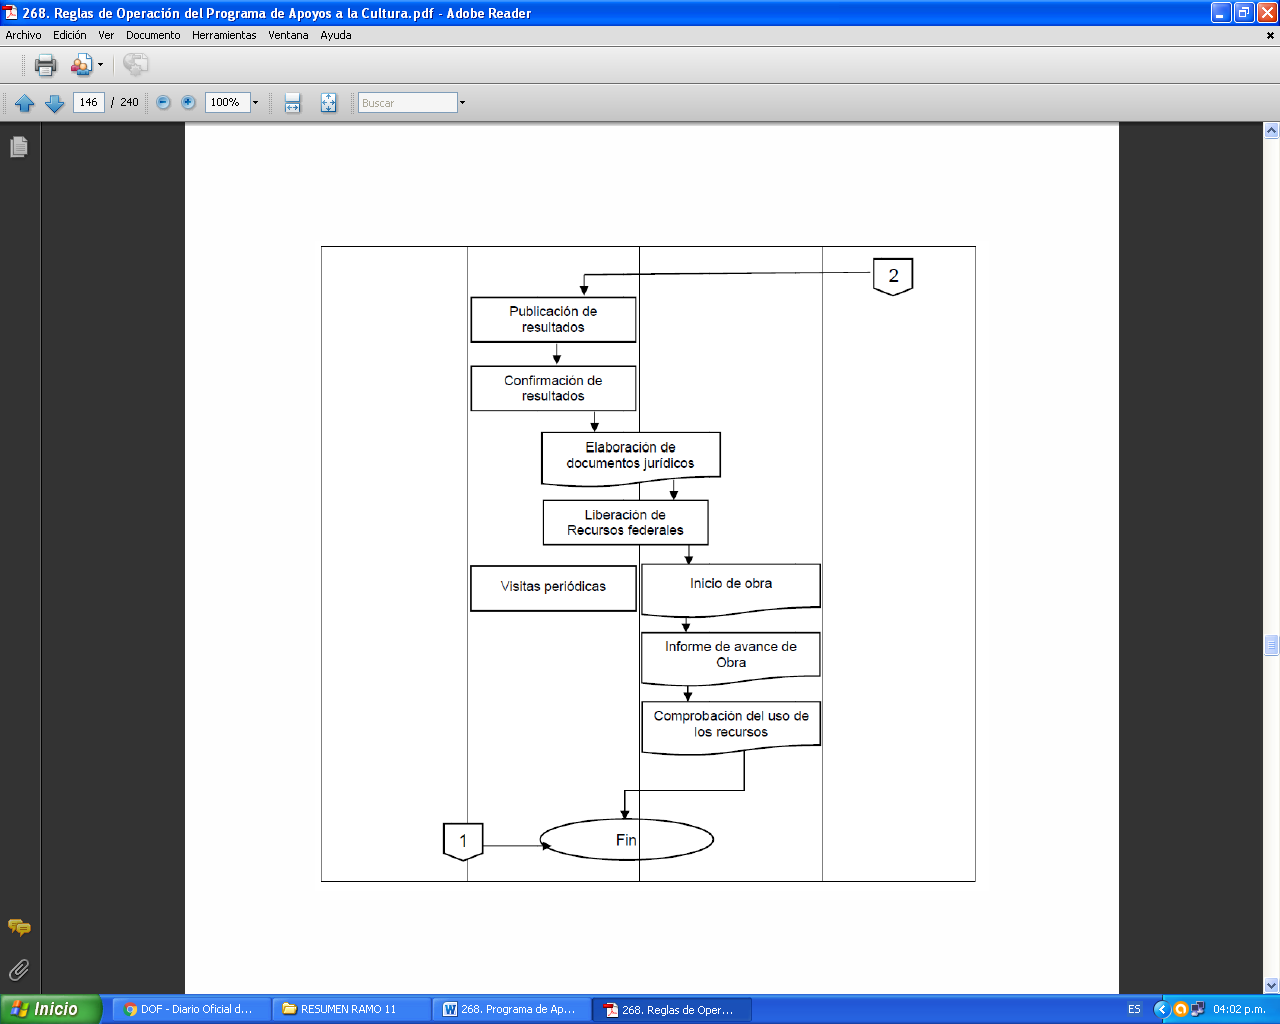 268. Reglas de Operación del Programa de Apoyos a la Cultura.pdf - Adobe Reader
Archivo Edición Ver Documento Herramientas Ventana Ayuda
146 / 240 100% Buscar
2
Publicación de
resultados
Confirmación de
resultados
Elaboración de
documentos jurídicos
Liberación de
Recursos federales
Visitas periódicas
Inicio de obra
Informe de avance de
Obra
Comprobación del uso de
los recursos
1
Fin
Inicio
DOF - Diario Oficial d...
RESUMEN RAMO 11
268. Programa de Ap...
268. Reglas de Oper...
ES
04:02 p.m.